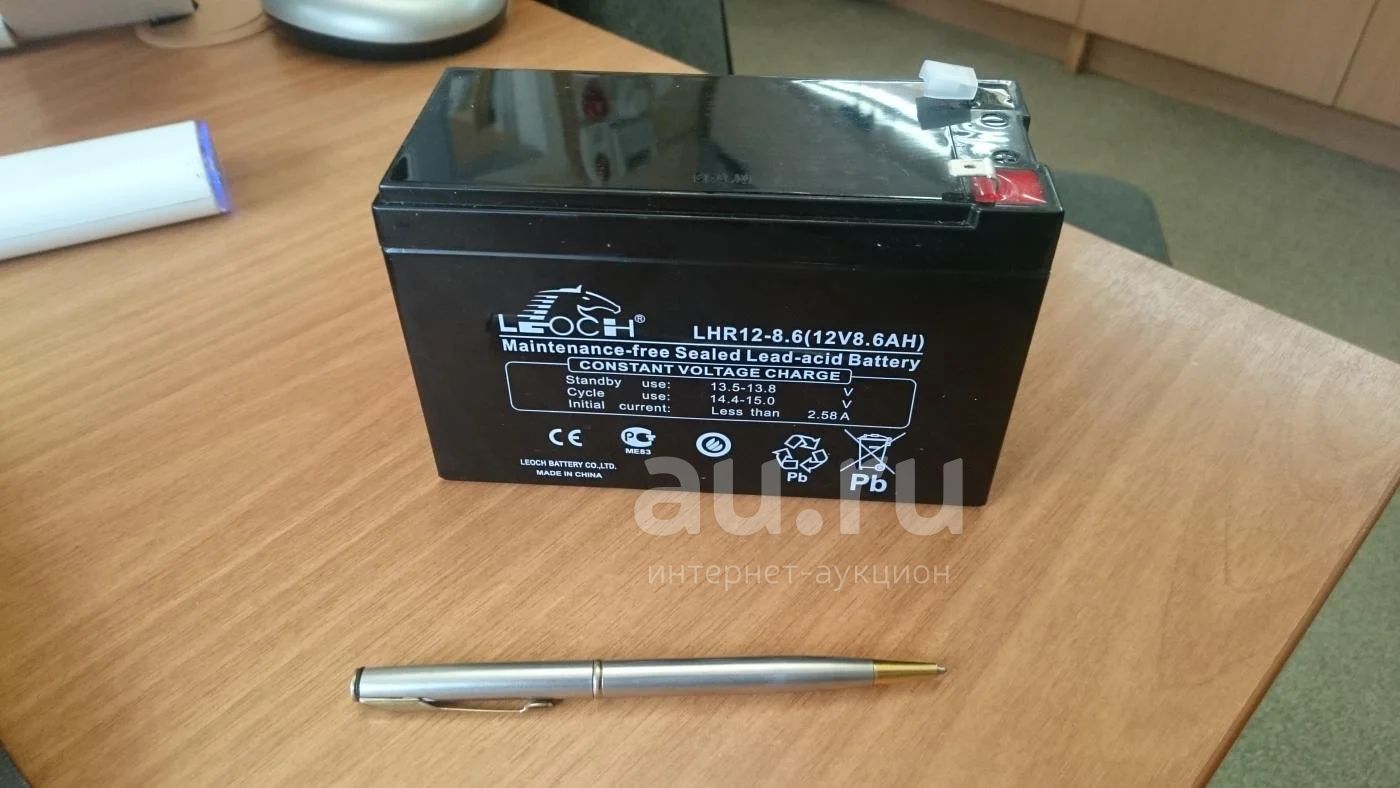 LEOCH®
LHR12-8.6(12V8.6AH)
Maintenance-free Sealed Lead-acid Battery
CONSTANT VOLTAGE CHARGE
Standby use: 13.5-13.8 V
Cycle use: 14.4-15.0 V
Initial current: Less than 2.58 A
CE
РС
ME83
Pb
Pb
LEOCH BATTERY CO.,LTD.
MADE IN CHINA
au.ru
интернет-аукцион